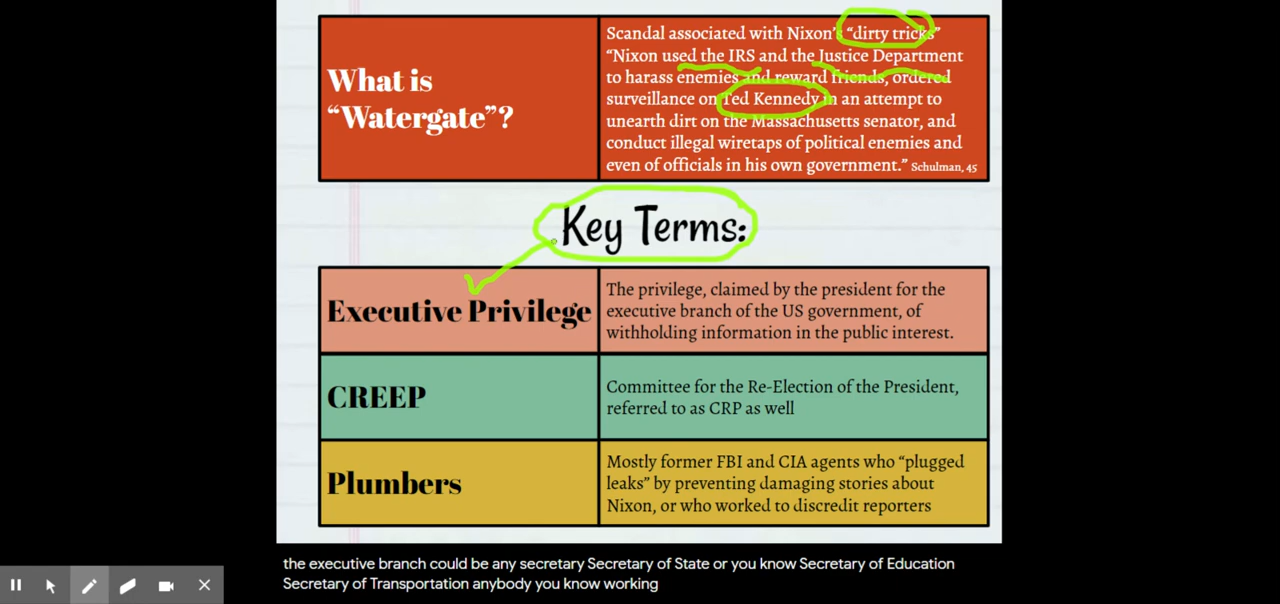 What is
“Watergate”?
Scandal associated with Nixon's “dirty tricks”
“Nixon used the IRS and the Justice Department
to harass enemies and reward friends, ordered
surveillance on Ted Kennedy in an attempt to
unearth dirt on the Massachusetts senator, and
conduct illegal wiretaps of political enemies and
even of officials in his own government.” Schulman, 45
Key Terms:
Executive Privilege
The privilege, claimed by the president for the
executive branch of the US government, of
withholding information in the public interest.
CREEP
Committee for the Re-Election of the President,
referred to as CRP as well
Plumbers
Mostly former FBI and CIA agents who “plugged
leaks” by preventing damaging stories about
Nixon, or who worked to discredit reporters
the executive branch could be any secretary Secretary of State or you know Secretary of Education
Secretary of Transportation anybody you know working